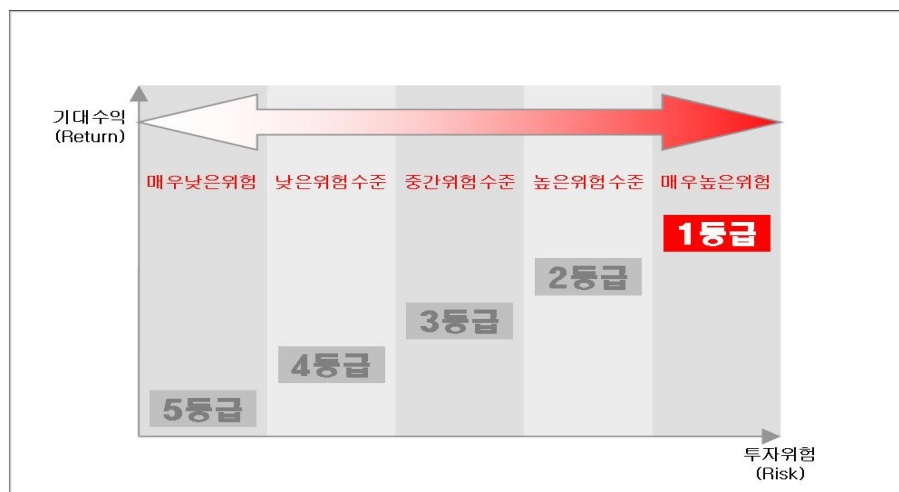 기대수익
(Return)
매우낮은위험 낮은위험수준 중간위험수준 높은위험수준 매우높은위험
1등급
2등급
3등급
4등급
5등급
투자위험
(Risk)